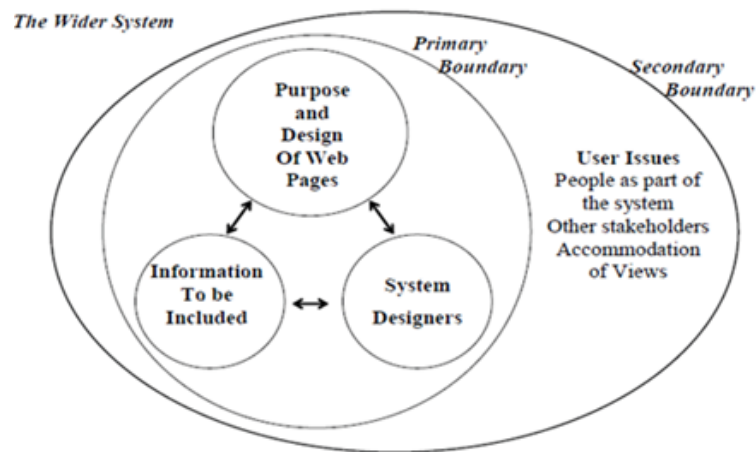 The Wider System
Primary
Boundary
Secondary
Boundary
Purpose
and
Design
Of Web
Pages
User Issues
People as part of
the system
Other stakeholders
Accommodation
of Views
Information
To be
Included
System
Designers